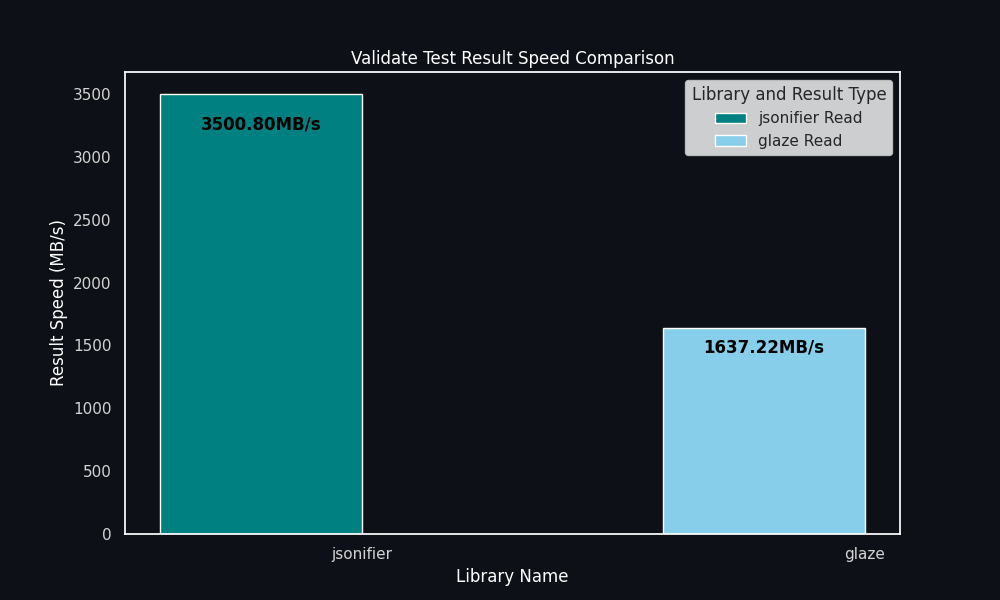 Validate Test Result Speed Comparison
Library and Result Type
jsonifier Read
glaze Read
Result Speed (MB/s)
3500
3000
2500
2000
1500
1000
500
0
3500.80MB/s
1637.22MB/s
jsonifier
glaze
Library Name